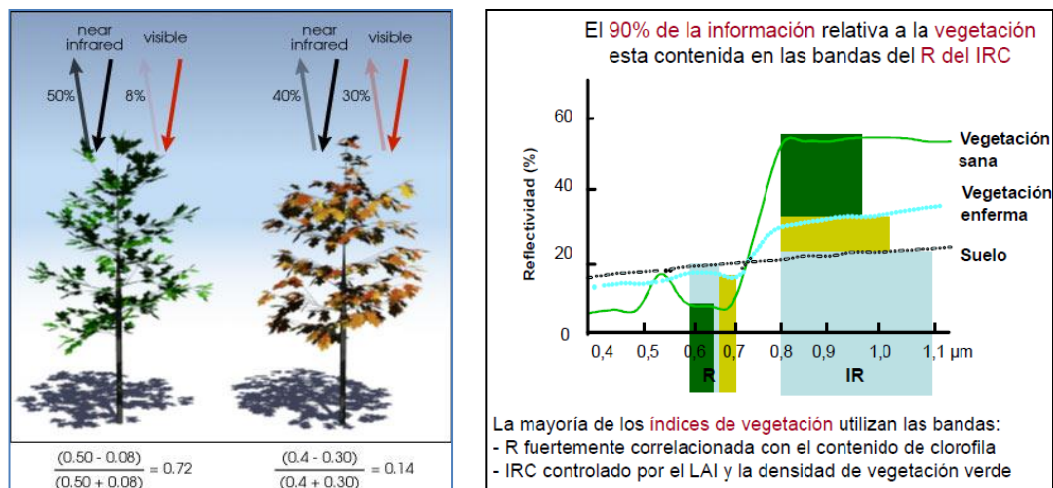 near infrared visible near infrared visible
50% 8% 40% 30%
(0.50 - 0.08)
(0.50 + 0.08) = 0.72
(0.4 - 0.30)
(0.4 + 0.30) = 0.14
El 90% de la información relativa a la vegetación
esta contenida en las bandas del R del IRC
Reflectividad (%)
60
40
20
0
Vegetación
sana
Vegetación
enferma
Suelo
0,4 0,5 0,6 0,7 0,8 0,9 1,0 1,1 µm
R IR
La mayoría de los índices de vegetación utilizan las bandas:
- R fuertemente correlacionada con el contenido de clorofila
- IRC controlado por el LAI y la densidad de vegetación verde